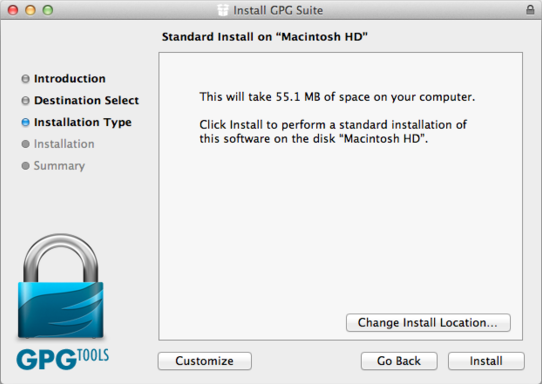 Install GPG Suite
Standard Install on “Macintosh HD”
Introduction
Destination Select
Installation Type
Installation
Summary
This will take 55.1 MB of space on your computer.
Click Install to perform a standard installation of
this software on the disk “Macintosh HD”.
Change Install Location...
GPGTOOLS
Customize
Go Back
Install